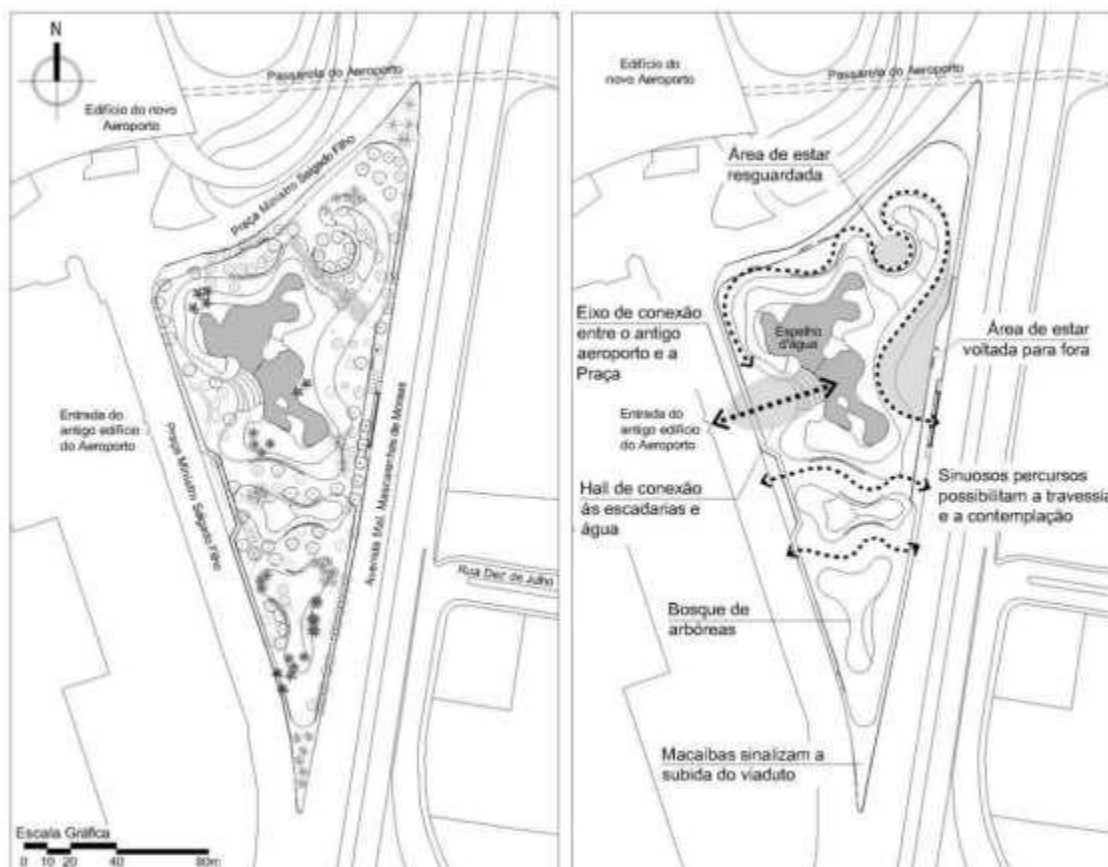 N
Passarela do Aeroporto
Edifício do novo
Aeroporto
Praça Ministro Salgado Filho
Entrada do
antigo edifício
do Aeroporto
Praça Ministro Salgado Filho
Avenida Mal. Mascarenhas de Moraes
Rua Dez de Julho
Escala Gráfica
0 10 20 40 80m
Edifício do
novo Aeroporto
Passarela do Aeroporto
Área de estar
resguardada
Eixo de conexão
entre o antigo
aeroporto e a
Praça
Espelho
d'água
Área de estar
voltada para fora
Entrada do
antigo edifício
do Aeroporto
Hall de conexão
às escadarias e
água
Sinuosos percursos
possibilitam a travessia
e a contemplação
Bosque de
arbóreas
Macaíbas sinalizam a
subida do viaduto